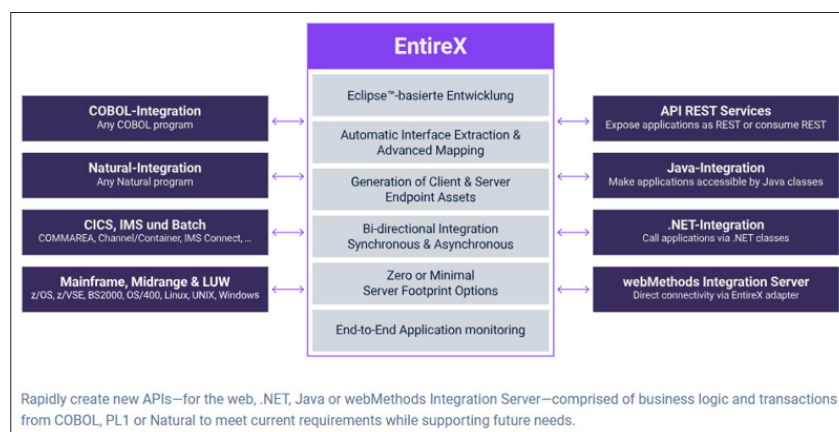 EntireX
COBOL-Integration
Any COBOL program
Natural-Integration
Any Natural program
CICS, IMS und Batch
COMMAREA, Channel/Container, IMS Connect, ...
Mainframe, Midrange & LUW
z/OS, z/VSE, BS2000, OS/400, Linux, UNIX, Windows
Eclipse™-basierte Entwicklung
Automatic Interface Extraction &
Advanced Mapping
Generation of Client & Server
Endpoint Assets
Bi-directional Integration
Synchronous & Asynchronous
Zero or Minimal
Server Footprint Options
End-to-End Application monitoring
API REST Services
Expose applications as REST or consume REST
Java-Integration
Make applications accessible by Java classes
.NET-Integration
Call applications via .NET classes
webMethods Integration Server
Direct connectivity via EntireX adapter
Rapidly create new APIs—for the web, .NET, Java or webMethods Integration Server—comprised of business logic and transactions
from COBOL, PL1 or Natural to meet current requirements while supporting future needs.